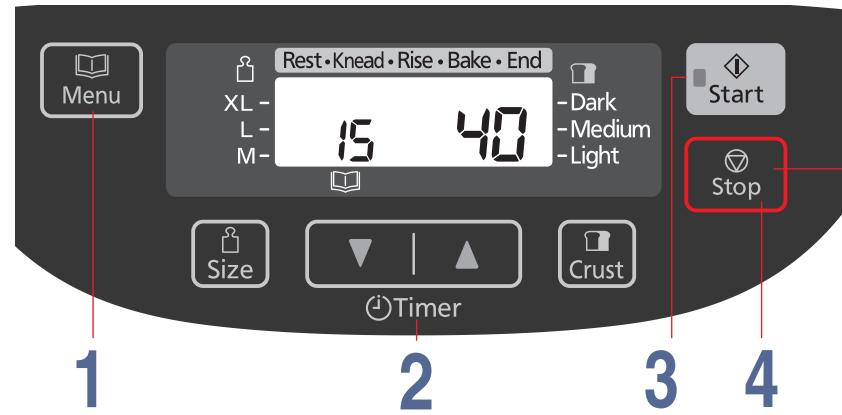 Menu
Rest • Knead • Rise • Bake • End
XL -
L -
M -
15 40
- Dark
- Medium
- Light
Start
Stop
Size
Timer
Crust
1
2
3
4